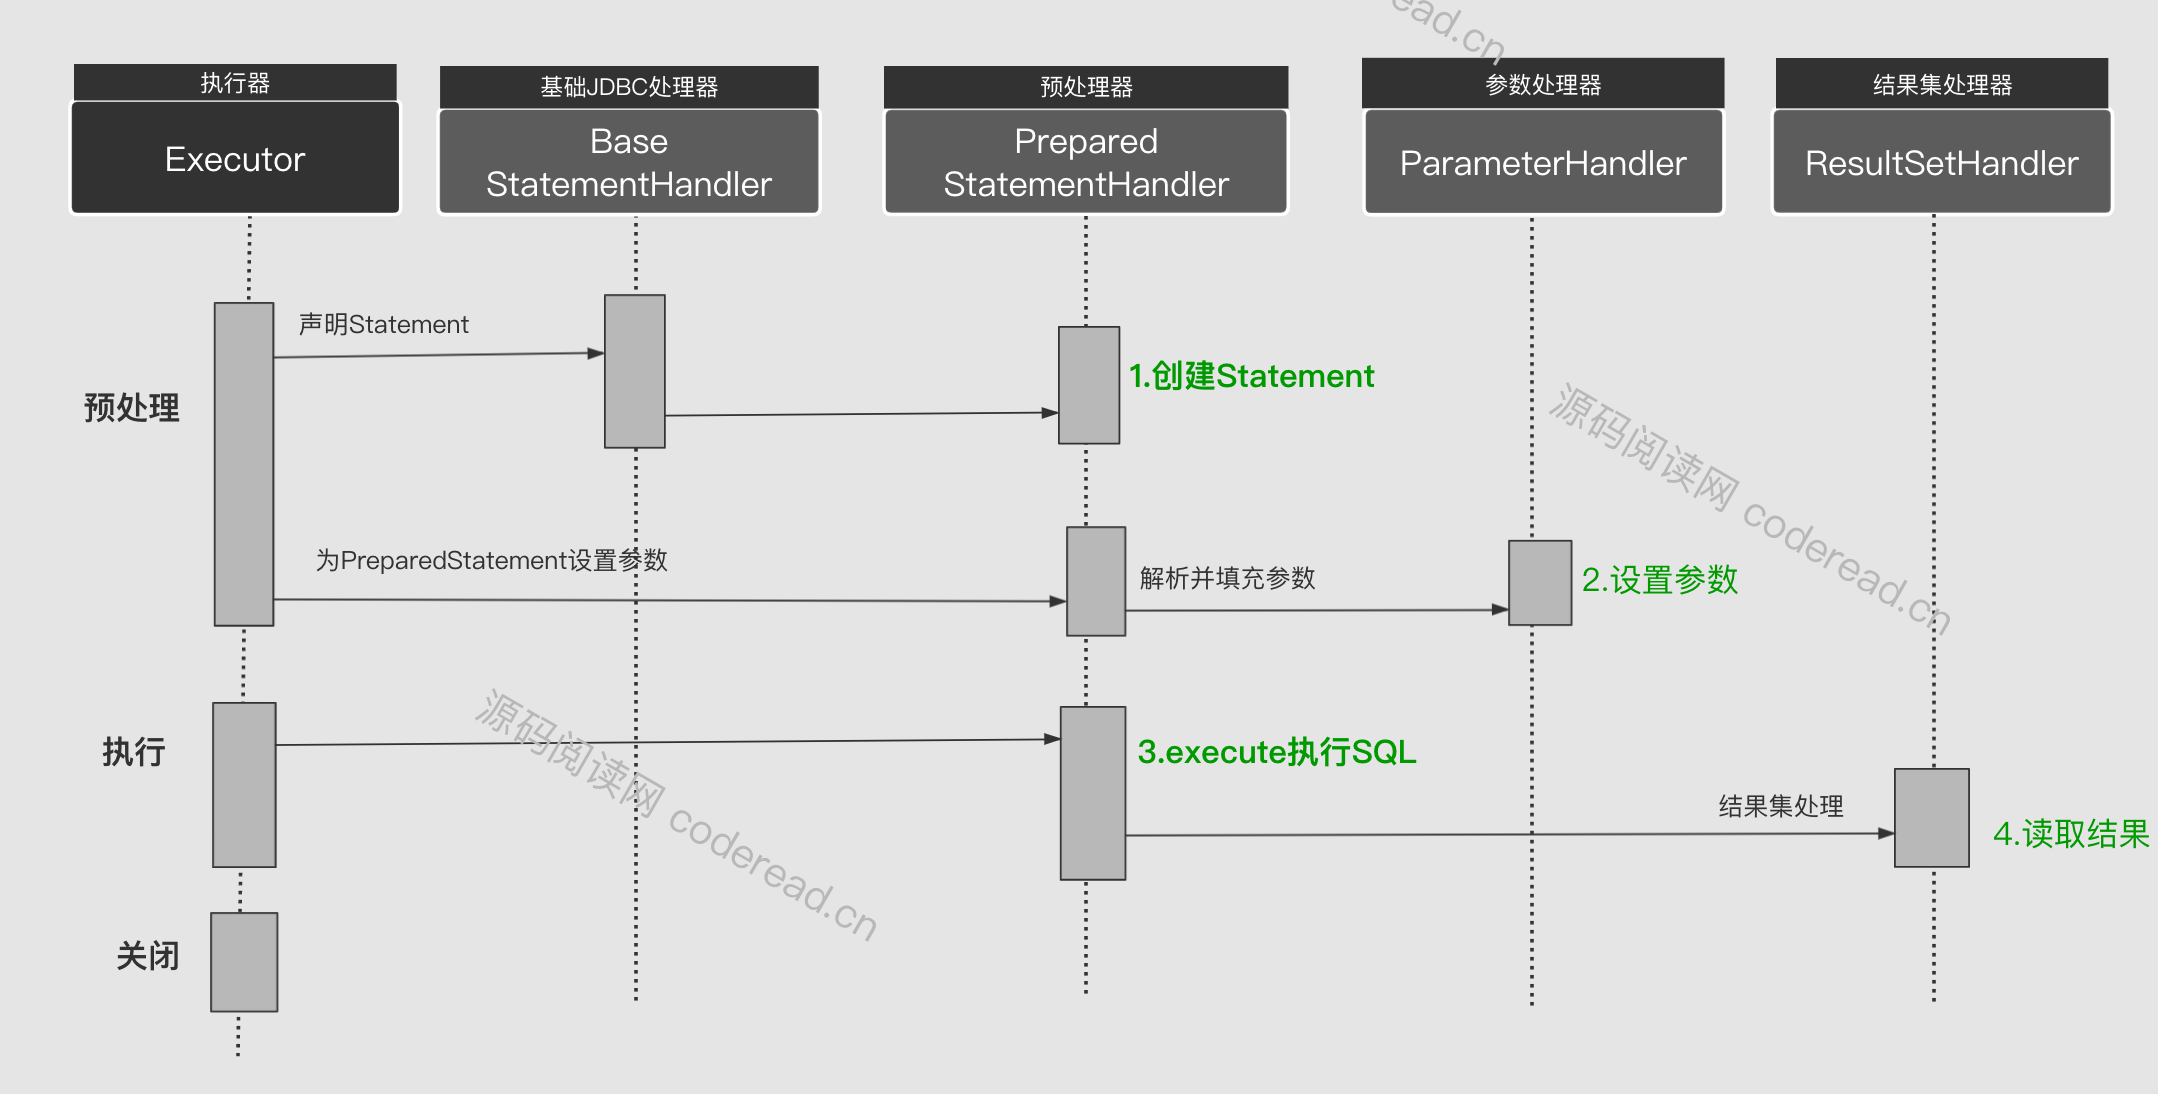 eread.cn
执行器
基础JDBC处理器
预处理器
参数处理器
结果集处理器
Executor
Base
StatementHandler
Prepared
StatementHandler
ParameterHandler
ResultSetHandler
声明Statement
预处理
1.创建Statement
源码阅读网 coderead.cn
为PreparedStatement设置参数
解析并填充参数
2.设置参数
执行
源码阅读网 coderead.cn
3.execute执行SQL
结果集处理
4.读取结果
关闭